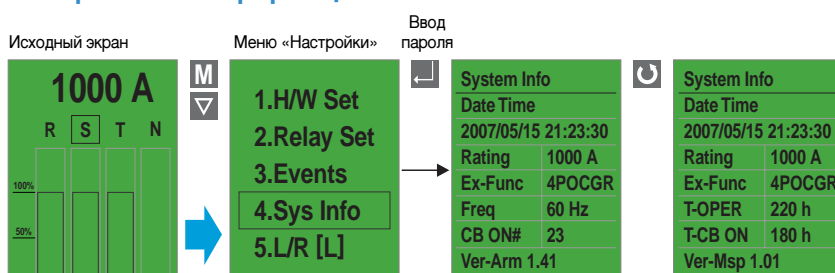 Исходный экран
1000 A
R S T N
100%
50%
M
Меню «Настройки»
1.H/W Set
2.Relay Set
3.Events
4.Sys Info
5.L/R [L]
Ввод
пароля
System Info
Date Time
2007/05/15 21:23:30
Rating 1000 A
Ex-Func 4POCGR
Freq 60 Hz
CB ON# 23
Ver-Arm 1.41
System Info
Date Time
2007/05/15 21:23:30
Rating 1000 A
Ex-Func 4POCGR
T-OPER 220 h
T-CB ON 180 h
Ver-Msp 1.01